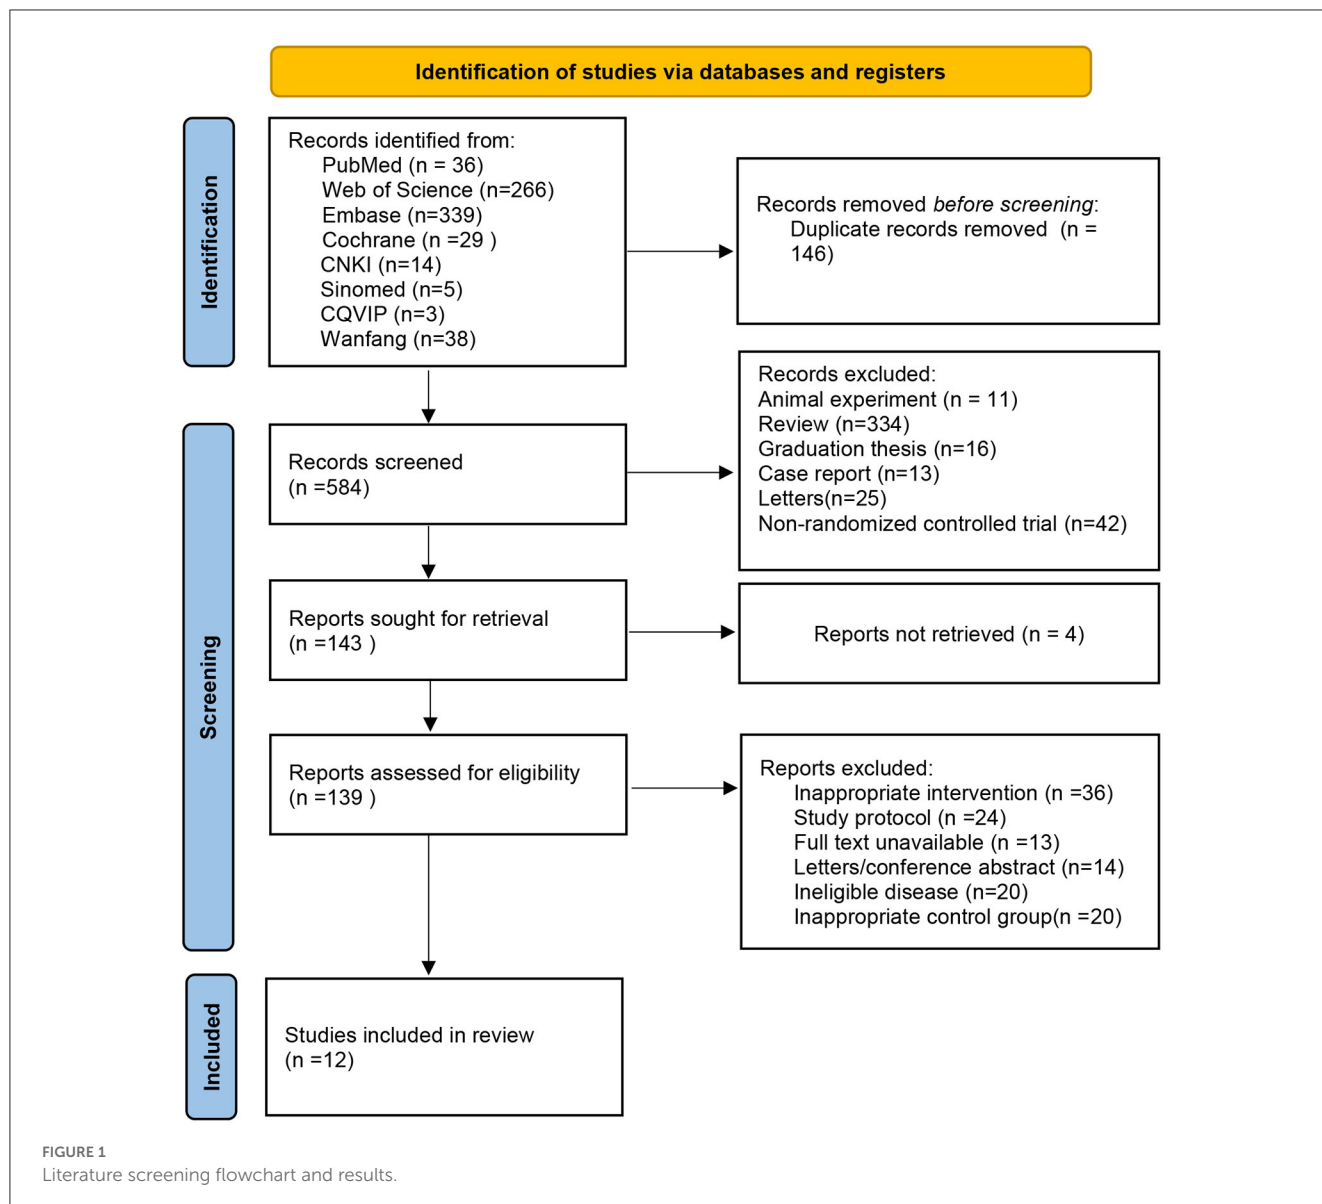 Identification of studies via databases and registers
Identification
Records identified from:
PubMed (n = 36)
Web of Science (n=266)
Embase (n=339)
Cochrane (n =29 )
CNKI (n=14)
Sinomed (n=5)
CQVIP (n=3)
Wanfang (n=38)
Records removed before screening:
Duplicate records removed (n =
146)
Screening
Records screened
(n =584)
Records excluded:
Animal experiment (n = 11)
Review (n=334)
Graduation thesis (n=16)
Case report (n=13)
Letters(n=25)
Non-randomized controlled trial (n=42)
Reports sought for retrieval
(n =143 )
Reports not retrieved (n = 4)
Reports assessed for eligibility
(n =139 )
Reports excluded:
Inappropriate intervention (n =36)
Study protocol (n =24)
Full text unavailable (n =13)
Letters/conference abstract (n=14)
Ineligible disease (n=20)
Inappropriate control group(n =20)
Included
Studies included in review
(n =12)
FIGURE 1
Literature screening flowchart and results.